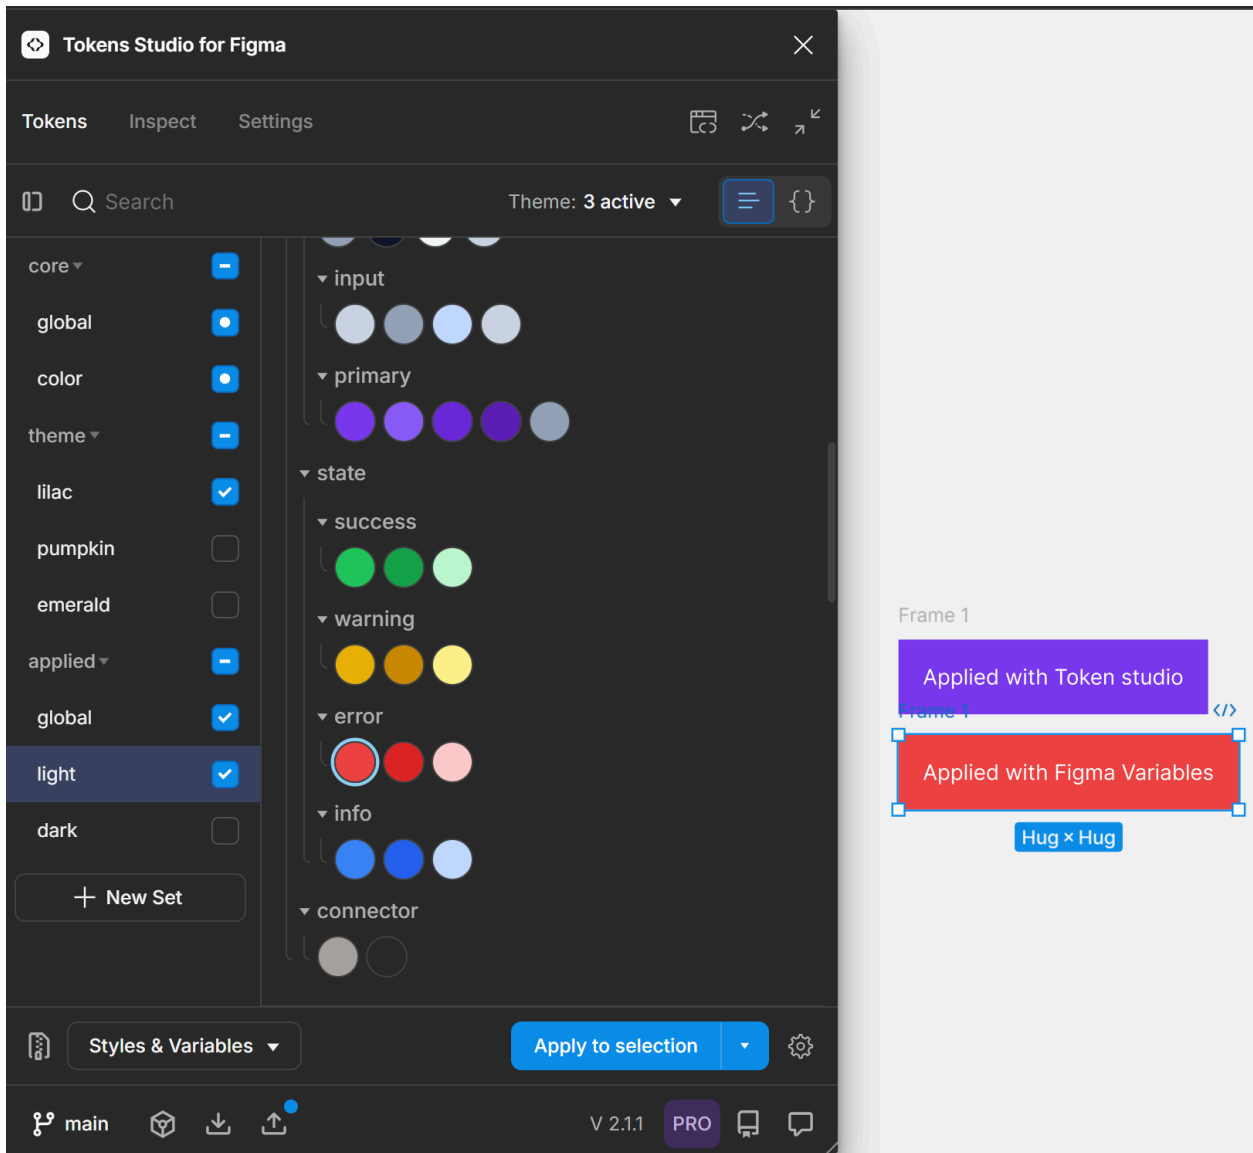 Tokens Studio for Figma
Tokens Inspect Settings
Search Theme: 3 active
core
global
color
theme
lilac
pumpkin
emerald
applied
global
light
dark
New Set
input
primary
state
success
warning
error
info
connector
Styles & Variables Apply to selection
main V 2.1.1 PRO
Frame 1
Applied with Token studio
Frame 1
Applied with Figma Variables
Hug × Hug